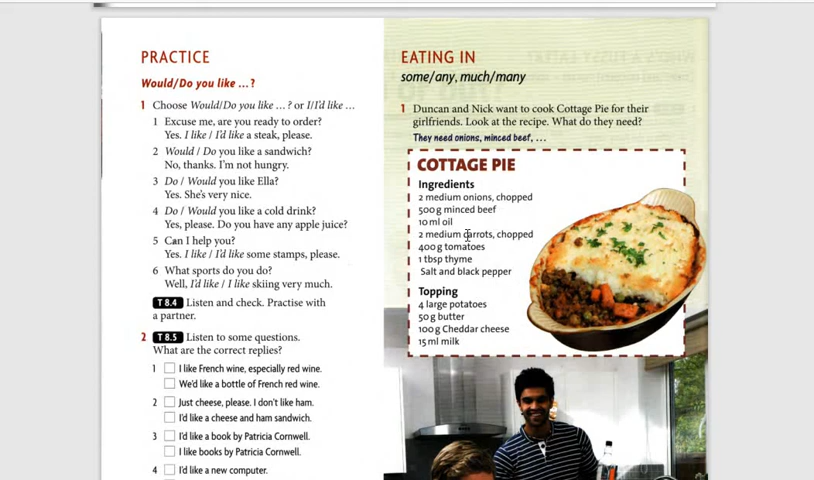 PRACTICE
Would/Do you like ... ?
1 Choose Would/Do you like ... ? or I/I'd like ...
1 Excuse me, are you ready to order?
Yes. I like / I'd like a steak, please.
2 Would / Do you like a sandwich?
No, thanks. I'm not hungry.
3 Do / Would you like Ella?
Yes. She's very nice.
4 Do / Would you like a cold drink?
Yes, please. Do you have any apple juice?
5 Can I help you?
Yes. I like / I'd like some stamps, please.
6 What sports do you do?
Well, I'd like / I like skiing very much.
T 8.4 Listen and check. Practise with
a partner.
2 T 8.5 Listen to some questions.
What are the correct replies?
1 I like French wine, especially red wine.
We'd like a bottle of French red wine.
2 Just cheese, please. I don't like ham.
I'd like a cheese and ham sandwich.
3 I'd like a book by Patricia Cornwell.
I like books by Patricia Cornwell.
4 I'd like a new computer.
EATING IN
some/any, much/many
1 Duncan and Nick want to cook Cottage Pie for their
girlfriends. Look at the recipe. What do they need?
They need onions, minced beef, ...
COTTAGE PIE
Ingredients
2 medium onions, chopped
500 g minced beef
10 ml oil
2 medium carrots, chopped
400 g tomatoes
1 tbsp thyme
Salt and black pepper
Topping
4 large potatoes
50 g butter
100 g Cheddar cheese
15 ml milk